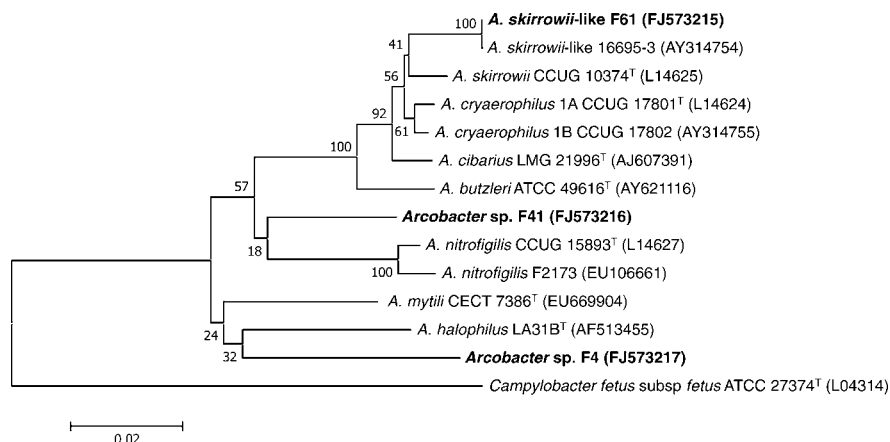 100
A. skirrowii-like F61 (FJ573215)
A. skirrowii-like 16695-3 (AY314754)
41
A. skirrowii CCUG 10374ᵀ (L14625)
56
A. cryaerophilus 1A CCUG 17801ᵀ (L14624)
92
61
A. cryaerophilus 1B CCUG 17802 (AY314755)
100
A. cibarius LMG 21996ᵀ (AJ607391)
57
A. butzleri ATCC 49616ᵀ (AY621116)
Arcobacter sp. F41 (FJ573216)
18
A. nitrofigilis CCUG 15893ᵀ (L14627)
100
A. nitrofigilis F2173 (EU106661)
A. mytili CECT 7386ᵀ (EU669904)
24
A. halophilus LA31Bᵀ (AF513455)
32
Arcobacter sp. F4 (FJ573217)
Campylobacter fetus subsp fetus ATCC 27374ᵀ (L04314)
0.02